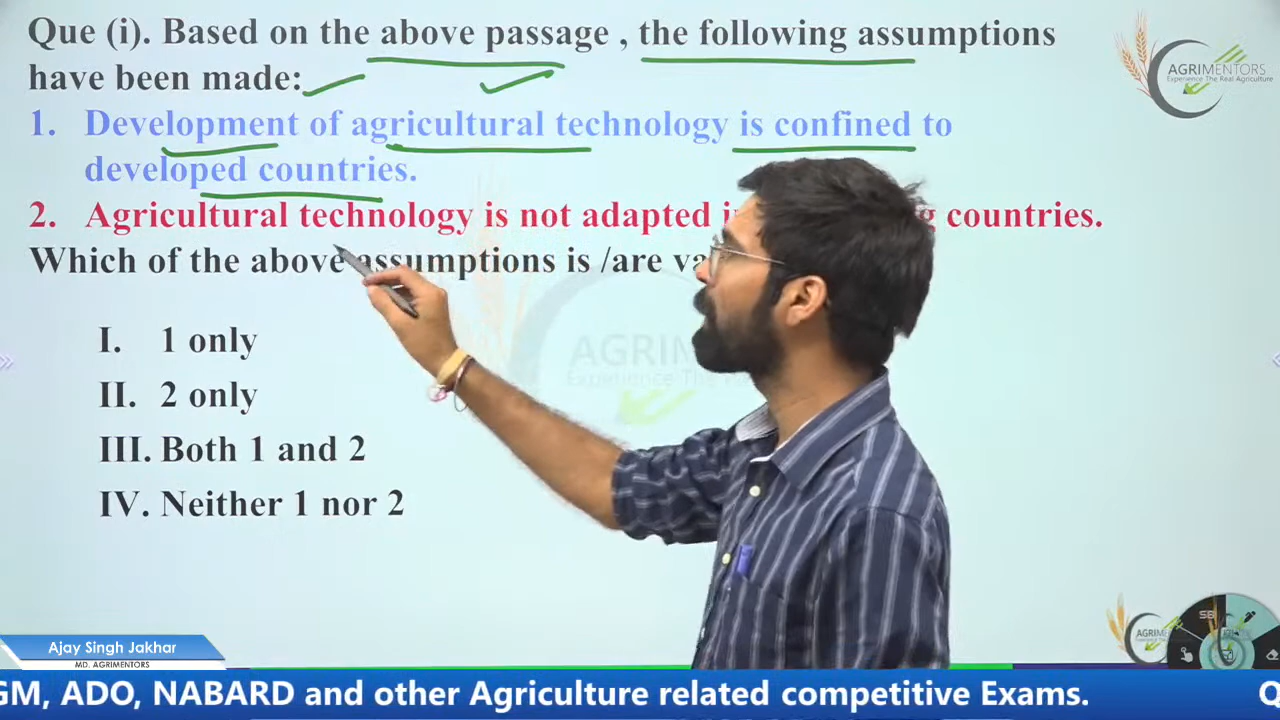 Que (i). Based on the above passage , the following assumptions
have been made:
1. Development of agricultural technology is confined to
developed countries.
2. Agricultural technology is not adapted countries.
Which of the above assumptions is /are
I. 1 only
II. 2 only
III. Both 1 and 2
IV. Neither 1 nor 2
AGRIMENTORS
Experience The Real Agriculture
Ajay Singh Jakhar
MD. AGRIMENTORS
GM, ADO, NABARD and other Agriculture related competitive Exams.
Q